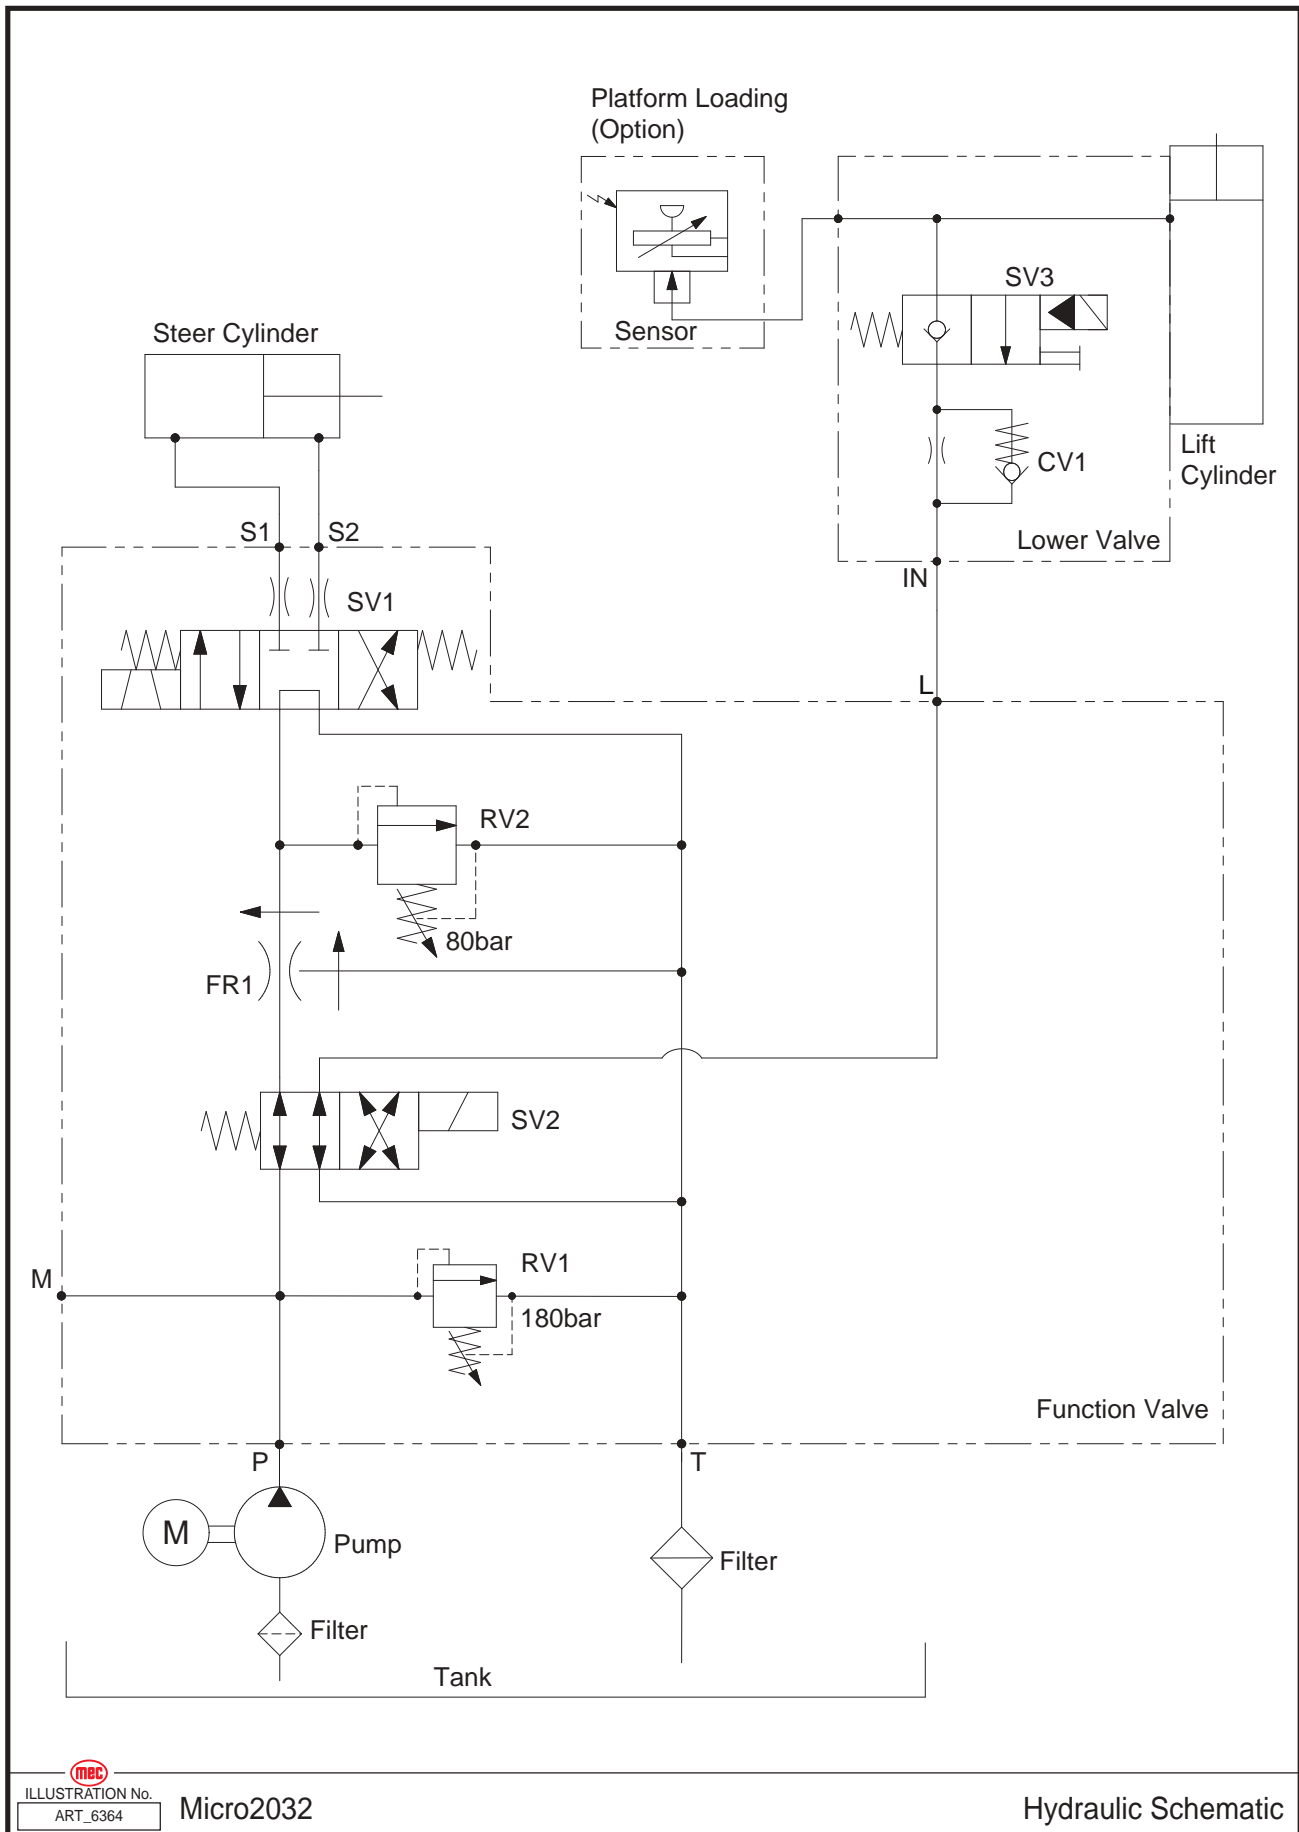 Platform Loading
(Option)
SV3
Sensor
Steer Cylinder
Lift
Cylinder
CV1
S1
S2
Lower Valve
IN
SV1
L
RV2
80bar
FR1
SV2
M
RV1
180bar
Function Valve
P
T
M
Pump
Filter
Filter
Tank
mec
ILLUSTRATION No.
ART_6364
Micro2032
Hydraulic Schematic